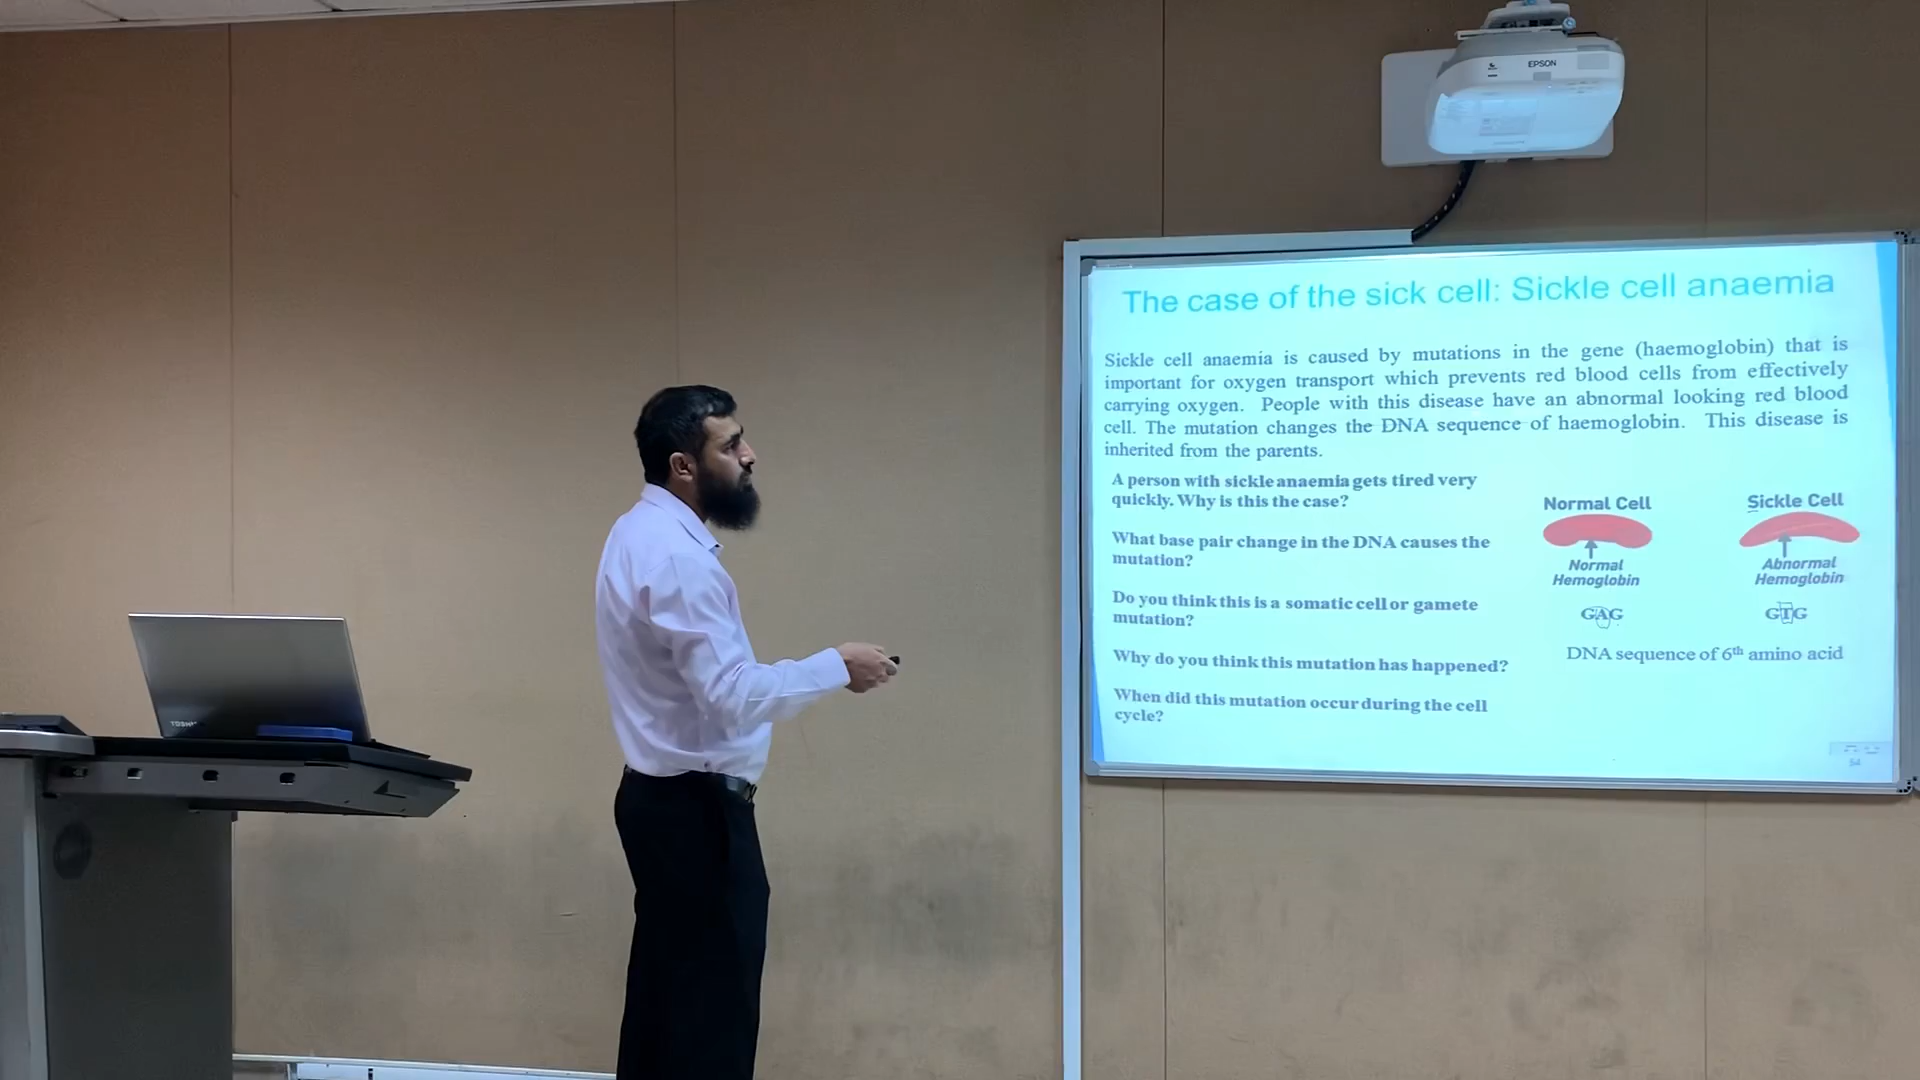 EPSON
The case of the sick cell: Sickle cell anaemia
Sickle cell anaemia is caused by mutations in the gene (haemoglobin) that is
important for oxygen transport which prevents red blood cells from effectively
carrying oxygen. People with this disease have an abnormal looking red blood
cell. The mutation changes the DNA sequence of haemoglobin. This disease is
inherited from the parents.
A person with sickle anaemia gets tired very
quickly. Why is this the case?
What base pair change in the DNA causes the
mutation?
Do you think this is a somatic cell or gamete
mutation?
Why do you think this mutation has happened?
When did this mutation occur during the cell
cycle?
Normal Cell
Normal
Hemoglobin
GAG
Sickle Cell
Abnormal
Hemoglobin
GTG
DNA sequence of 6th amino acid
54